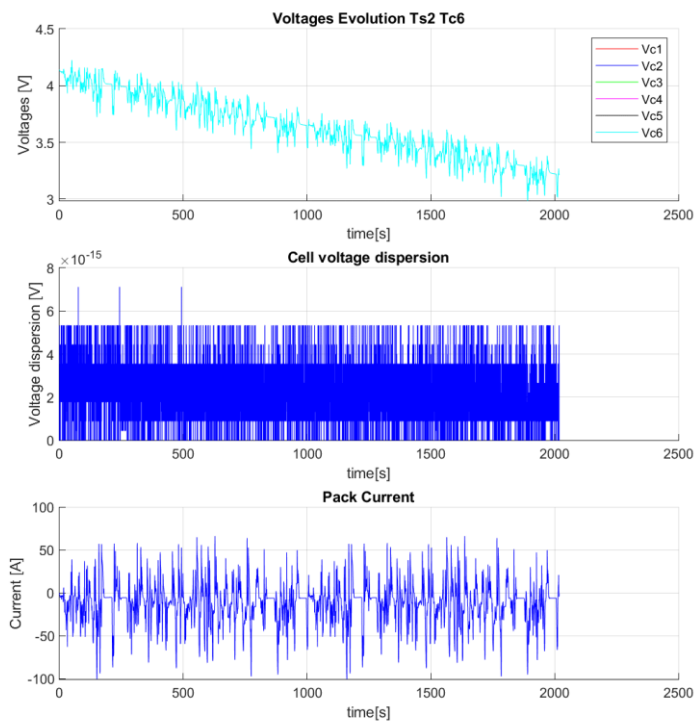 Voltages Evolution Ts2 Tc6
4.5
4
3.5
3
Voltages [V]
0
500
1000
1500
2000
2500
time[s]
Vc1
Vc2
Vc3
Vc4
Vc5
Vc6
Cell voltage dispersion
×10-15
8
6
4
2
0
Voltage dispersion [V]
0
500
1000
1500
2000
2500
time[s]
Pack Current
100
50
0
-50
-100
Current [A]
0
500
1000
1500
2000
2500
time[s]